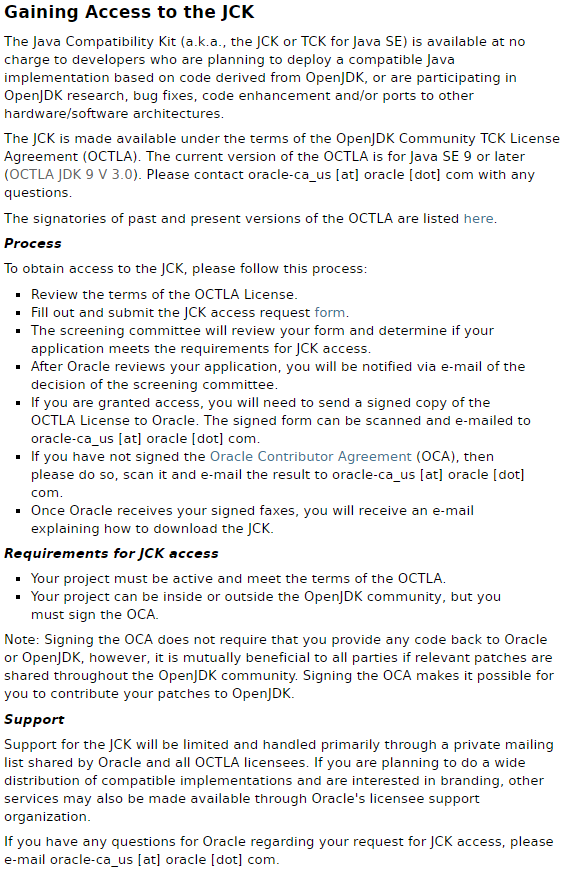 Gaining Access to the JCK
The Java Compatibility Kit (a.k.a., the JCK or TCK for Java SE) is available at no
charge to developers who are planning to deploy a compatible Java
implementation based on code derived from OpenJDK, or are participating in
OpenJDK research, bug fixes, code enhancement and/or ports to other
hardware/software architectures.
The JCK is made available under the terms of the OpenJDK Community TCK License
Agreement (OCTLA). The current version of the OCTLA is for Java SE 9 or later
(OCTLA JDK 9 V 3.0). Please contact oracle-ca_us [at] oracle [dot] com with any
questions.
The signatories of past and present versions of the OCTLA are listed here.
Process
To obtain access to the JCK, please follow this process:
▪ Review the terms of the OCTLA License.
▪ Fill out and submit the JCK access request form.
▪ The screening committee will review your form and determine if your
application meets the requirements for JCK access.
▪ After Oracle reviews your application, you will be notified via e-mail of the
decision of the screening committee.
▪ If you are granted access, you will need to send a signed copy of the
OCTLA License to Oracle. The signed form can be scanned and e-mailed to
oracle-ca_us [at] oracle [dot] com.
▪ If you have not signed the Oracle Contributor Agreement (OCA), then
please do so, scan it and e-mail the result to oracle-ca_us [at] oracle [dot]
com.
▪ Once Oracle receives your signed faxes, you will receive an e-mail
explaining how to download the JCK.
Requirements for JCK access
▪ Your project must be active and meet the terms of the OCTLA.
▪ Your project can be inside or outside the OpenJDK community, but you
must sign the OCA.
Note: Signing the OCA does not require that you provide any code back to Oracle
or OpenJDK, however, it is mutually beneficial to all parties if relevant patches are
shared throughout the OpenJDK community. Signing the OCA makes it possible for
you to contribute your patches to OpenJDK.
Support
Support for the JCK will be limited and handled primarily through a private mailing
list shared by Oracle and all OCTLA licensees. If you are planning to do a wide
distribution of compatible implementations and are interested in branding, other
services may also be made available through Oracle's licensee support
organization.
If you have any questions for Oracle regarding your request for JCK access, please
e-mail oracle-ca_us [at] oracle [dot] com.